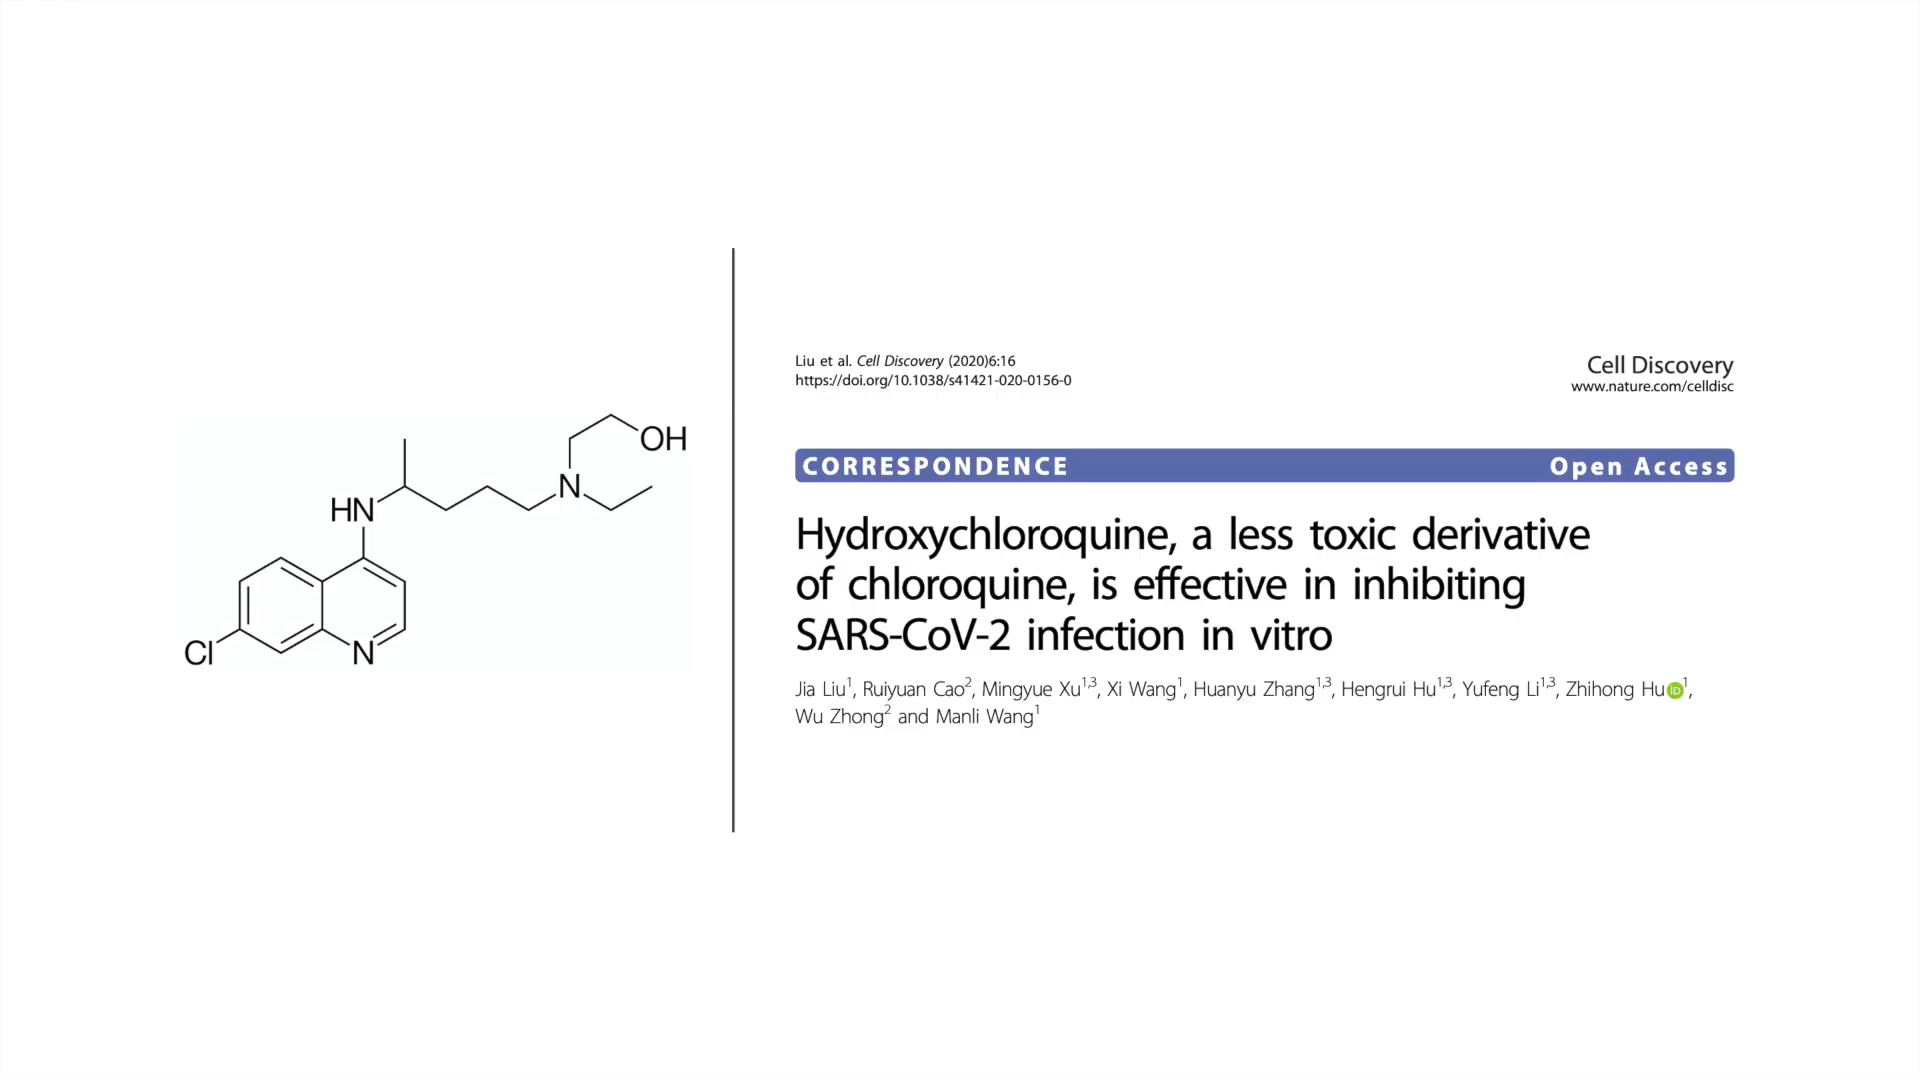 OH
N
HN
Cl
N
Liu et al. Cell Discovery (2020)6:16
https://doi.org/10.1038/s41421-020-0156-0
Cell Discovery
www.nature.com/celldisc
CORRESPONDENCE
Open Access
Hydroxychloroquine, a less toxic derivative
of chloroquine, is effective in inhibiting
SARS-CoV-2 infection in vitro
Jia Liu1, Ruiyuan Cao2, Mingyue Xu1,3, Xi Wang1, Huanyu Zhang1,3, Hengrui Hu1,3, Yufeng Li1,3, Zhihong Hu iD 1,
Wu Zhong2 and Manli Wang1